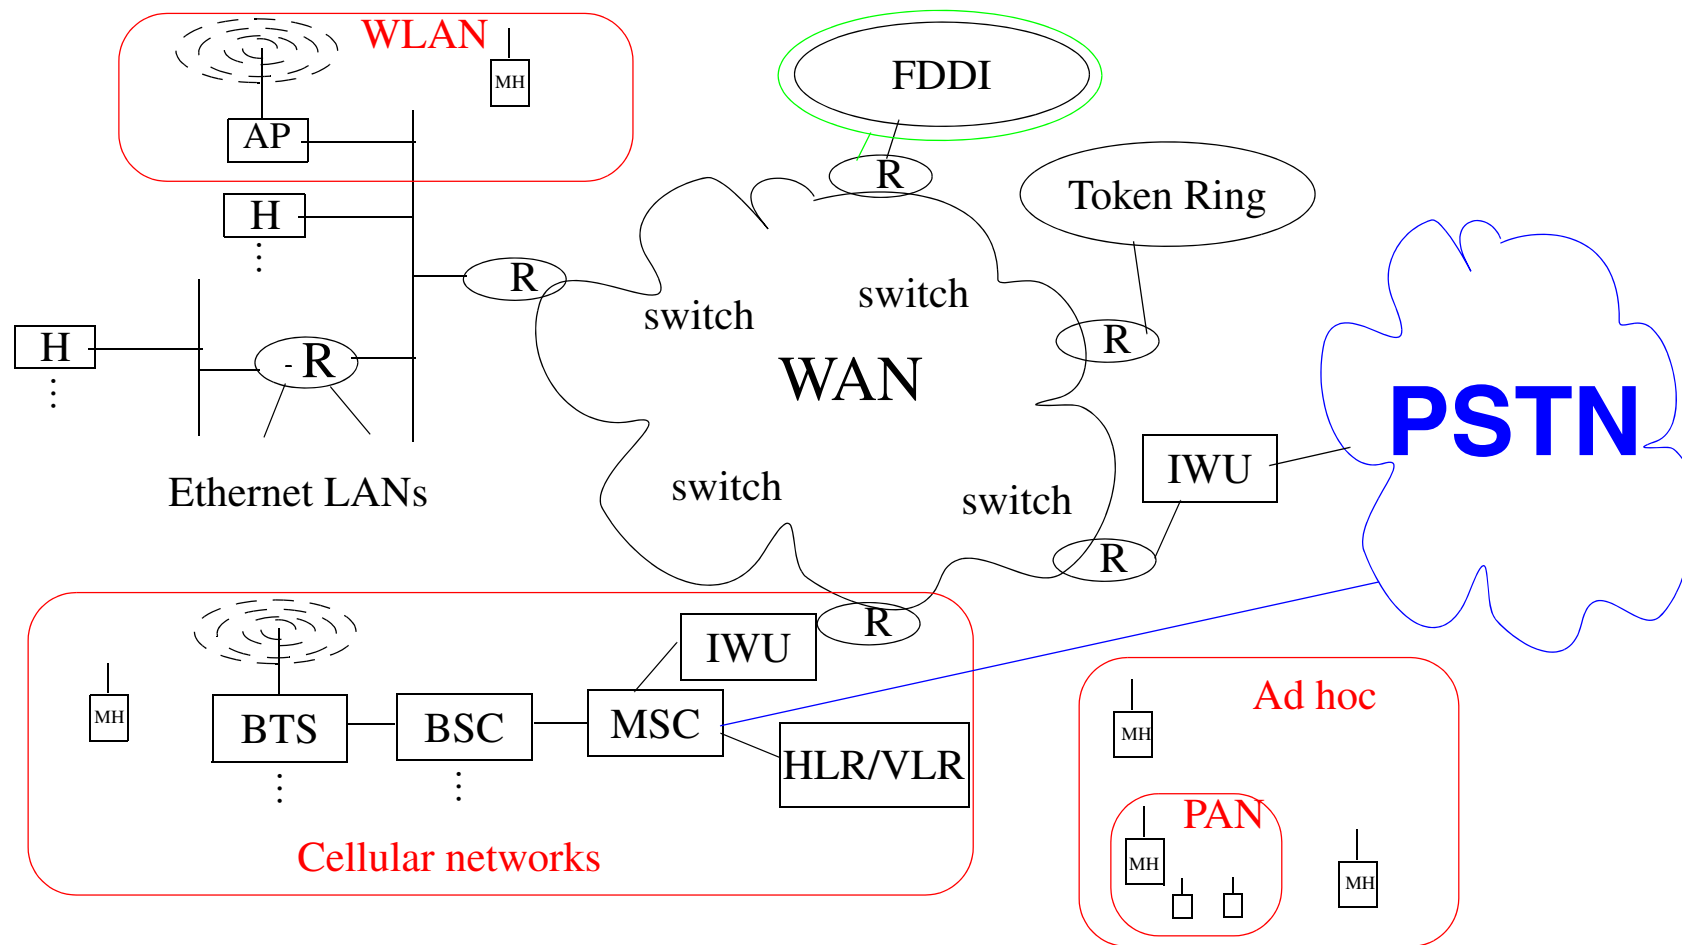 WLAN
MH
AP
FDDI
R
H
Token Ring
R
switch
switch
H
- R
R
WAN
PSTN
IWU
Ethernet LANs
switch
switch
R
R
IWU
MH
BTS
BSC
MSC
HLR/VLR
Cellular networks
Ad hoc
MH
PAN
MH
MH